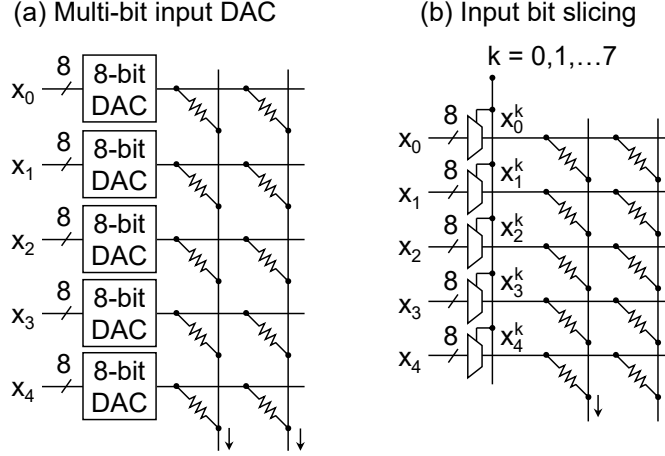 (a) Multi-bit input DAC
8
x₀
8-bit
DAC
8
x₁
8-bit
DAC
8
x₂
8-bit
DAC
8
x₃
8-bit
DAC
8
x₄
8-bit
DAC
(b) Input bit slicing
k = 0,1,…7
8
x₀
x₀ᵏ
8
x₁
x₁ᵏ
8
x₂
x₂ᵏ
8
x₃
x₃ᵏ
8
x₄
x₄ᵏ